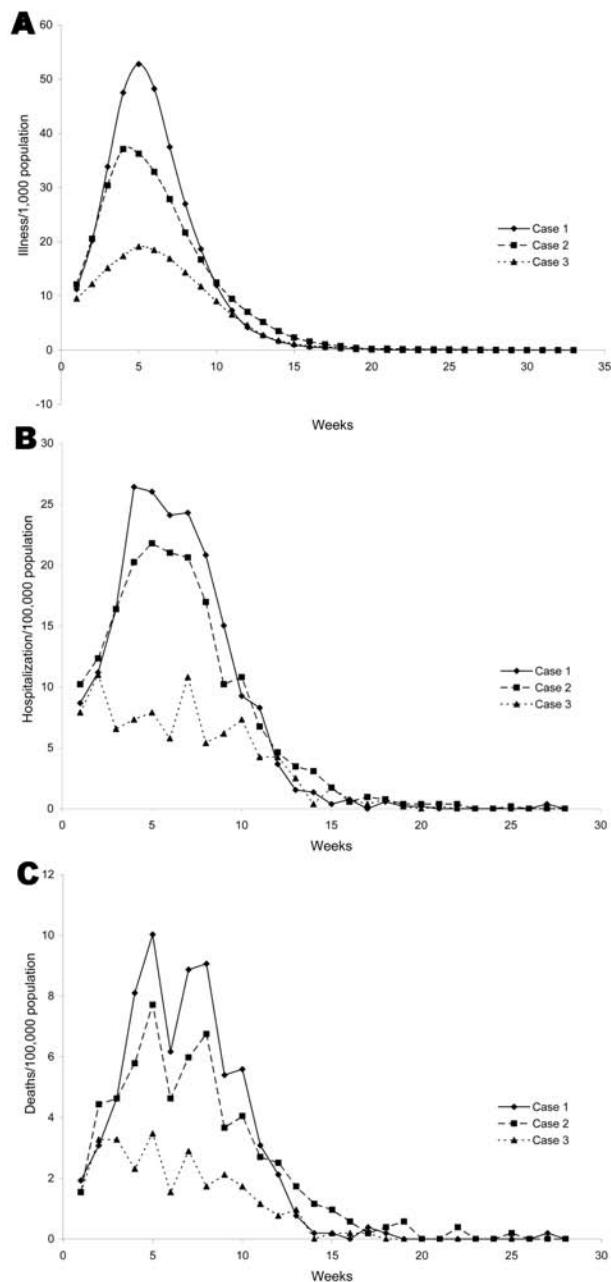 A
60
50
40
30
20
10
0
-10
Illness/1,000 population
Case 1
Case 2
Case 3
0 5 10 15 20 25 30 35
Weeks
B
30
25
20
15
10
5
0
Hospitalization/100,000 population
Case 1
Case 2
Case 3
0 5 10 15 20 25 30
Weeks
C
12
10
8
6
4
2
0
Deaths/100,000 population
Case 1
Case 2
Case 3
0 5 10 15 20 25 30
Weeks